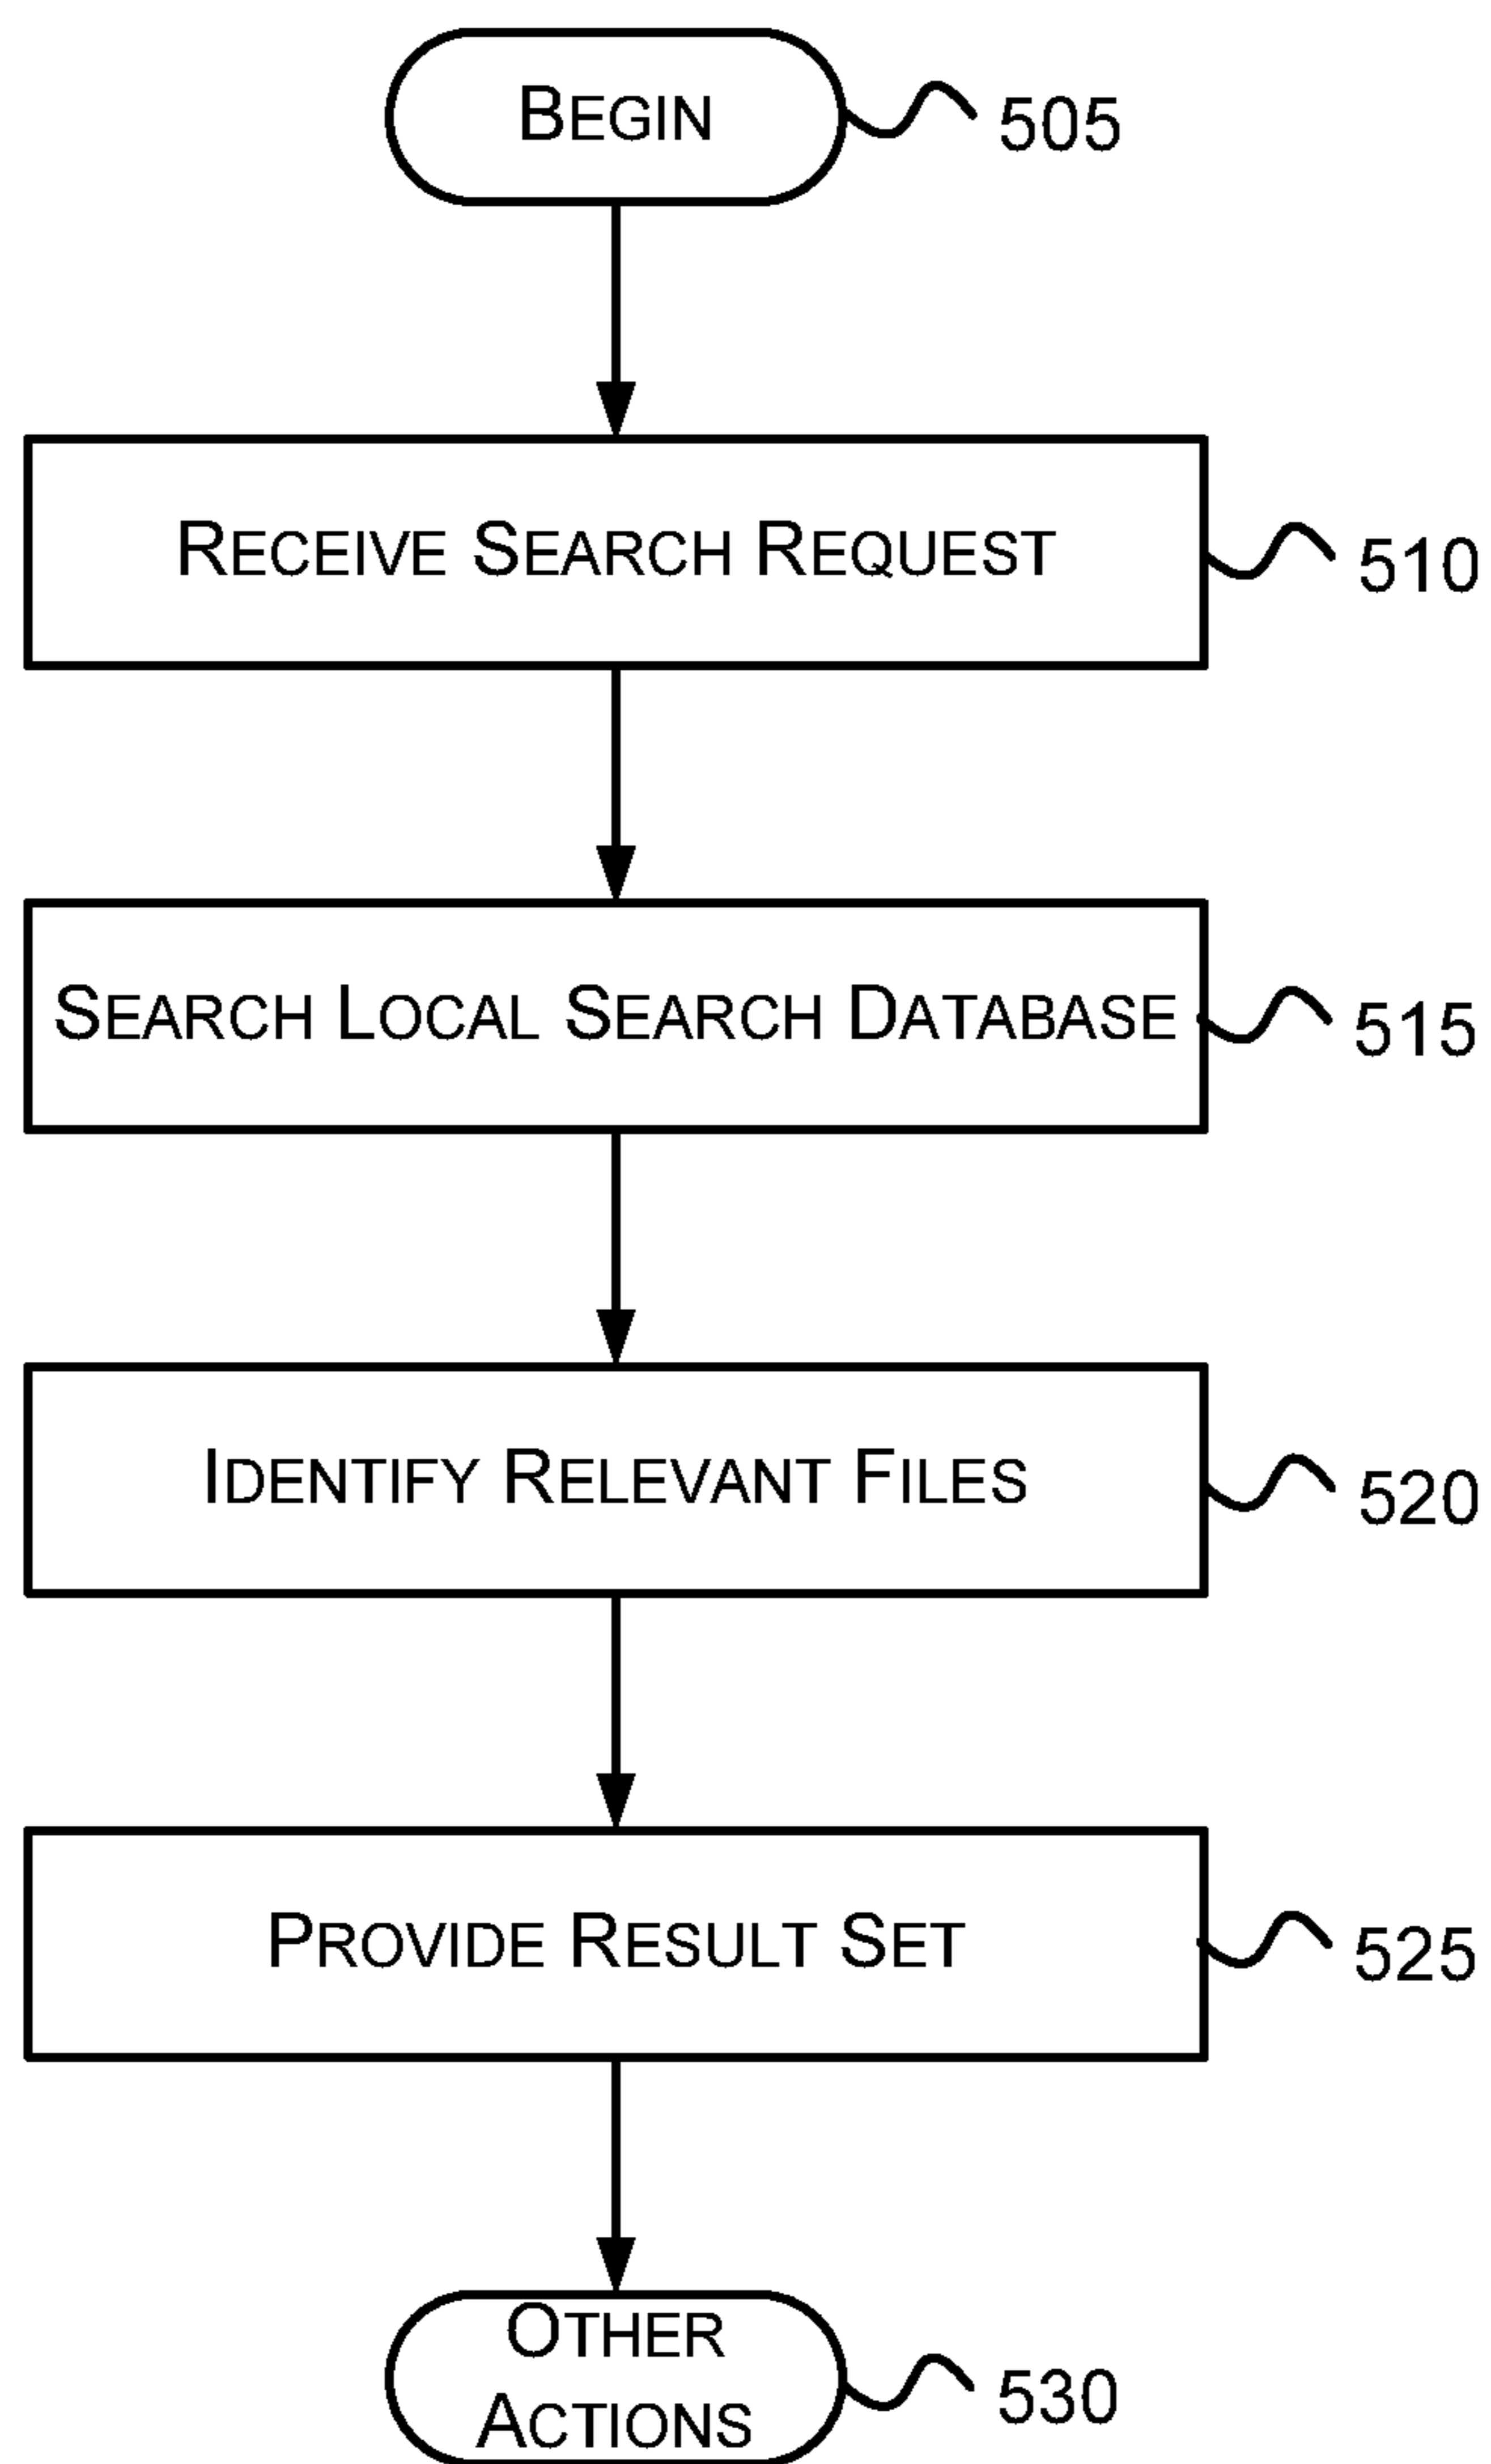 BEGIN
505
RECEIVE SEARCH REQUEST
510
SEARCH LOCAL SEARCH DATABASE
515
IDENTIFY RELEVANT FILES
520
PROVIDE RESULT SET
525
OTHER
ACTIONS
530